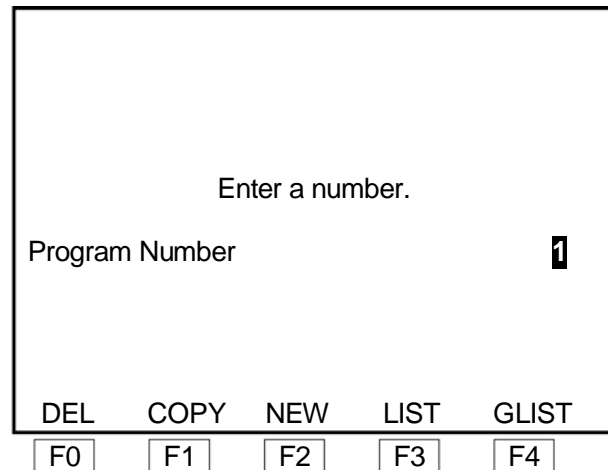 Enter a number.
Program Number 1
DEL COPY NEW LIST GLIST
F0 F1 F2 F3 F4